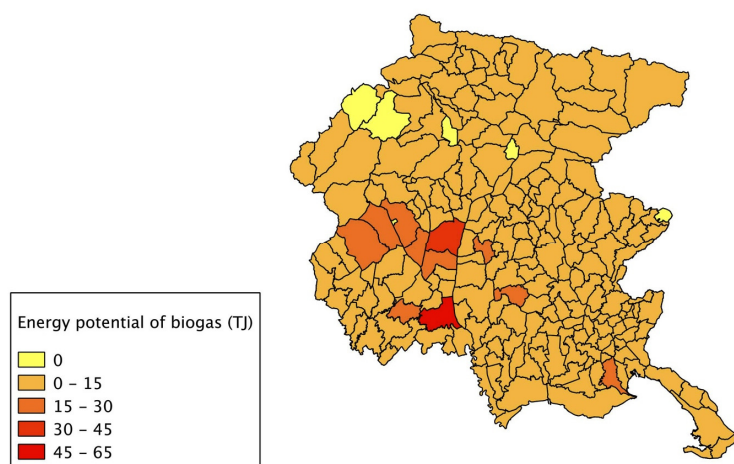 Energy potential of biogas (TJ)
0
0 – 15
15 – 30
30 – 45
45 – 65